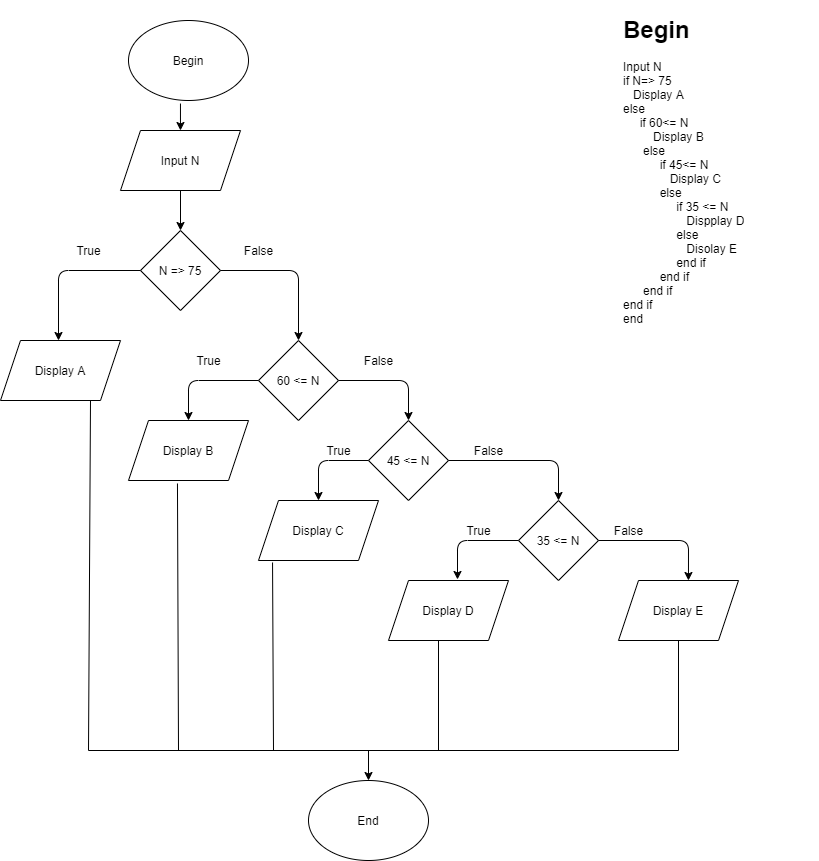 Begin
Input N
True
N => 75
False
Display A
True
60 <= N
False
Display B
True
45 <= N
False
Display C
True
35 <= N
False
Display D
Display E
End
Begin
Input N
if N=> 75
Display A
else
if 60<= N
Display B
else
if 45<= N
Display C
else
if 35 <= N
Dispplay D
else
Disolay E
end if
end if
end if
end if
end